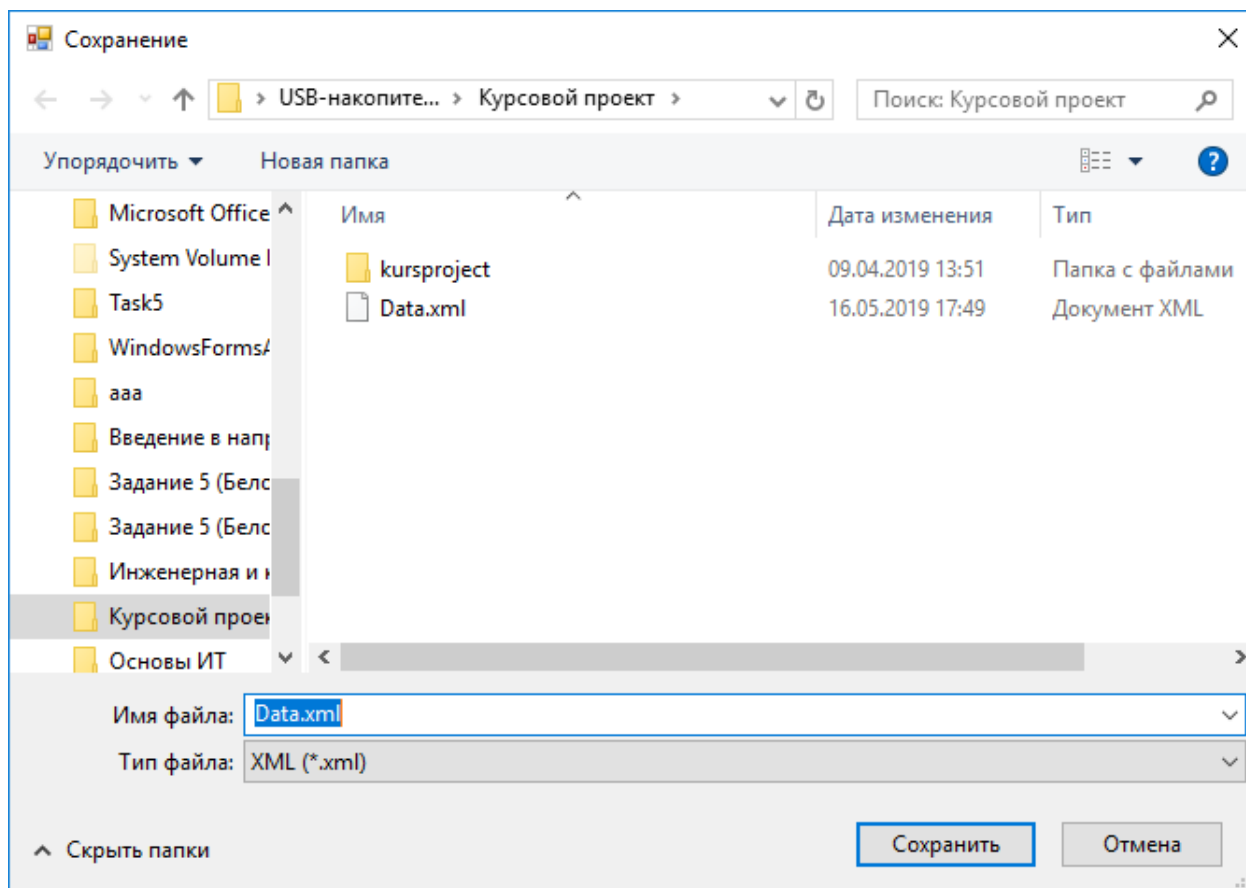 Сохранение
USB-накопите... > Курсовой проект >
Поиск: Курсовой проект
Упорядочить
Новая папка
?
Имя
Дата изменения
Тип
Microsoft Office
System Volume I
Task5
WindowsFormsA
aaa
Введение в напр
Задание 5 (Бело
Задание 5 (Бело
Инженерная и к
Курсовой проек
Основы ИТ
kursproject
09.04.2019 13:51
Папка с файлами
Data.xml
16.05.2019 17:49
Документ XML
Имя файла: Data.xml
Тип файла: XML (*.xml)
Скрыть папки
Сохранить
Отмена